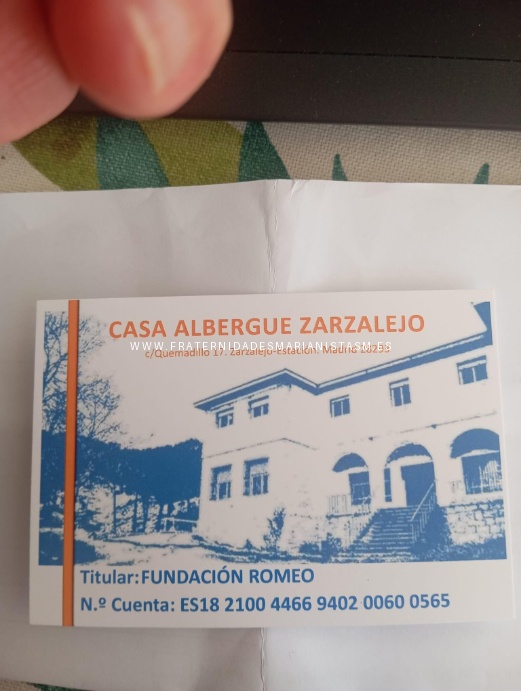 CASA ALBERGUE ZARZALEJO
WWW.FRATERNIDADESMARIANISTASM.ES
c/Quemadillo 17. Zarzalejo-Estación. Madrid 28293
Titular:FUNDACIÓN ROMEO
N.º Cuenta: ES18 2100 4466 9402 0060 0565